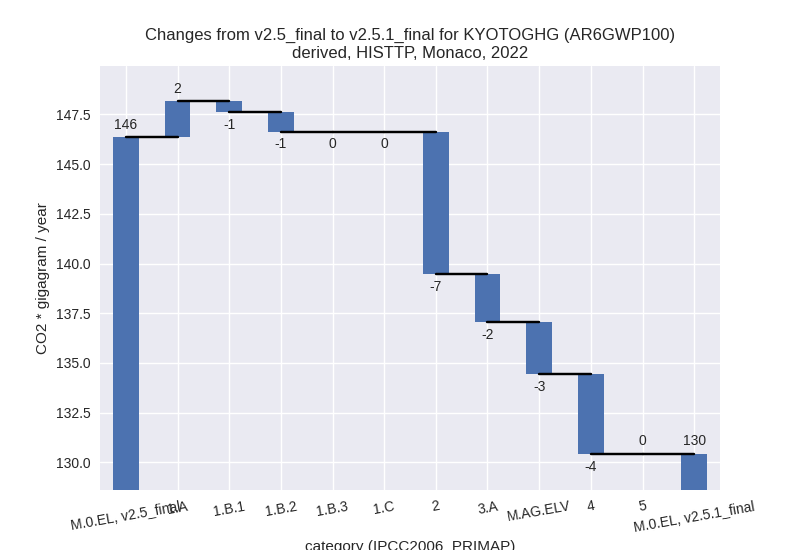 Changes from v2.5_final to v2.5.1_final for KYOTOGHG (AR6GWP100)
derived, HISTTP, Monaco, 2022
CO2 * gigagram / year
147.5
145.0
142.5
140.0
137.5
135.0
132.5
130.0
146
2
-1
-1
0
0
-7
-2
-3
-4
0
130
M.0.EL, v2.5_final
1.A
1.B.1
1.B.2
1.B.3
1.C
2
3.A
M.AG.ELV
4
5
M.0.EL, v2.5.1_final
category (IPCC2006_PRIMAP)